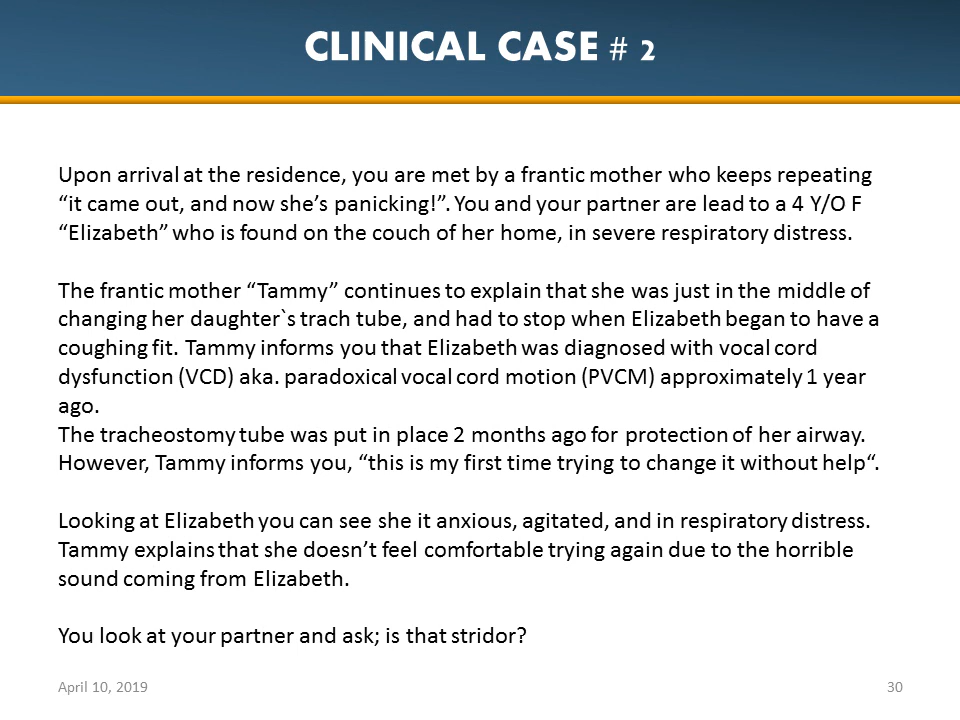 CLINICAL CASE # 2
Upon arrival at the residence, you are met by a frantic mother who keeps repeating
“it came out, and now she’s panicking!”. You and your partner are lead to a 4 Y/O F
“Elizabeth” who is found on the couch of her home, in severe respiratory distress.
The frantic mother “Tammy” continues to explain that she was just in the middle of
changing her daughter`s trach tube, and had to stop when Elizabeth began to have a
coughing fit. Tammy informs you that Elizabeth was diagnosed with vocal cord
dysfunction (VCD) aka. paradoxical vocal cord motion (PVCM) approximately 1 year
ago.
The tracheostomy tube was put in place 2 months ago for protection of her airway.
However, Tammy informs you, “this is my first time trying to change it without help“.
Looking at Elizabeth you can see she it anxious, agitated, and in respiratory distress.
Tammy explains that she doesn’t feel comfortable trying again due to the horrible
sound coming from Elizabeth.
You look at your partner and ask; is that stridor?
April 10, 2019
30